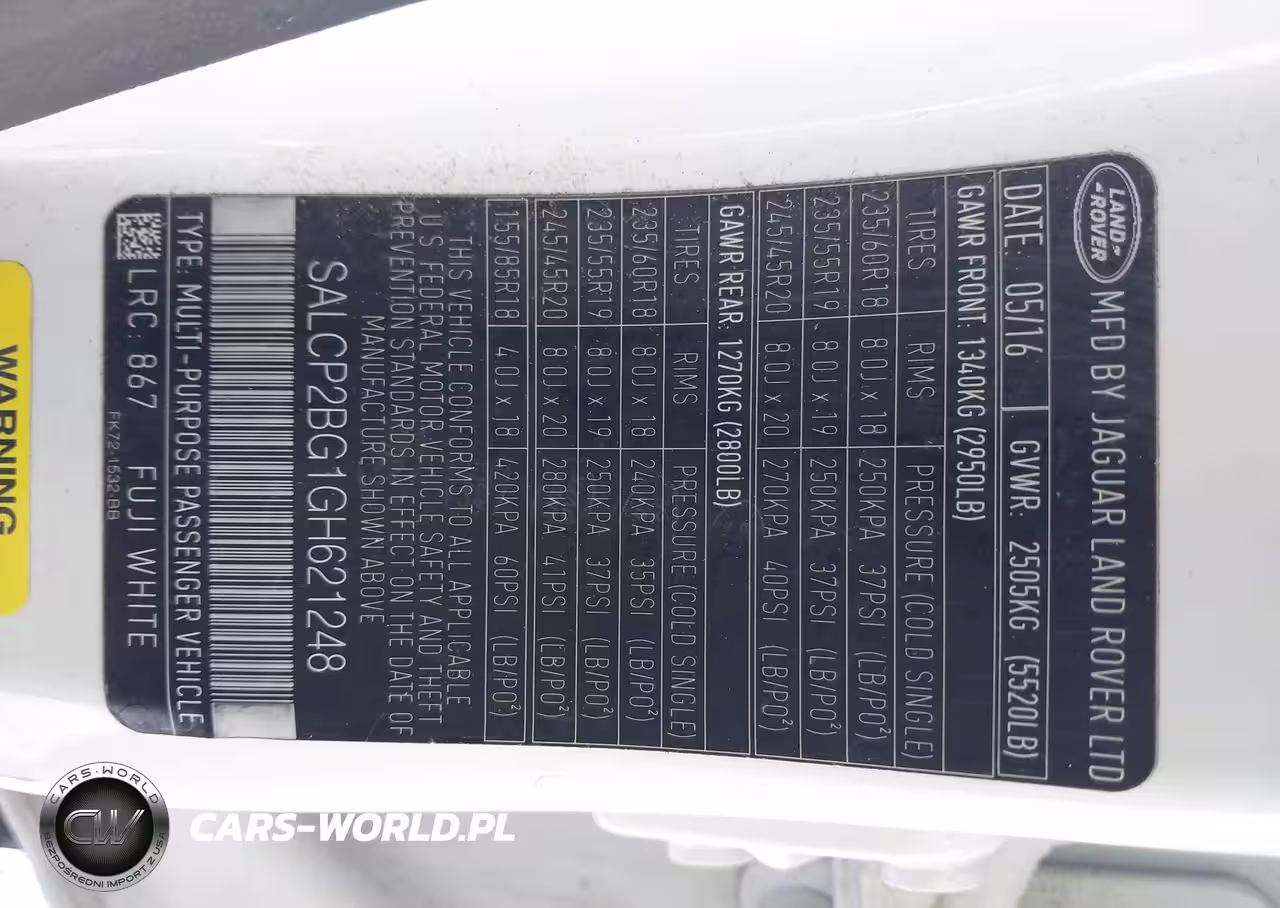 LAND-
-ROVER
MFD BY JAGUAR LAND ROVER LTD
DATE: 05/16 GVWR: 2505KG (5520LB)
GAWR FRONT: 1340KG (2950LB)
TIRES RIMS PRESSURE (COLD SINGLE)
235/60R18 8.0J x 18 250KPA 37PSI (LB/PO²)
235/55R19 8.0J x 19 250KPA 37PSI (LB/PO²)
245/45R20 8.0J x 20 270KPA 40PSI (LB/PO²)
GAWR REAR: 1270KG (2800LB)
TIRES RIMS PRESSURE (COLD SINGLE)
235/60R18 8.0J x 18 240KPA 35PSI (LB/PO²)
235/55R19 8.0J x 19 250KPA 37PSI (LB/PO²)
245/45R20 8.0J x 20 280KPA 41PSI (LB/PO²)
155/85R18 4.0J x 18 420KPA 60PSI (LB/PO²)
THIS VEHICLE CONFORMS TO ALL APPLICABLE
U S FEDERAL MOTOR VEHICLE SAFETY AND THEFT
PREVENTION STANDARDS IN EFFECT ON THE DATE OF
MANUFACTURE SHOWN ABOVE
SALCP2BG1GH621248
TYPE: MULTI-PURPOSE PASSENGER VEHICLE
LRC: 867 FUJI WHITE
FK72-1532-BB
WARNING
CARS-WORLD
CW
BEZPOŚREDNI IMPORT Z USA
CARS-WORLD.PL